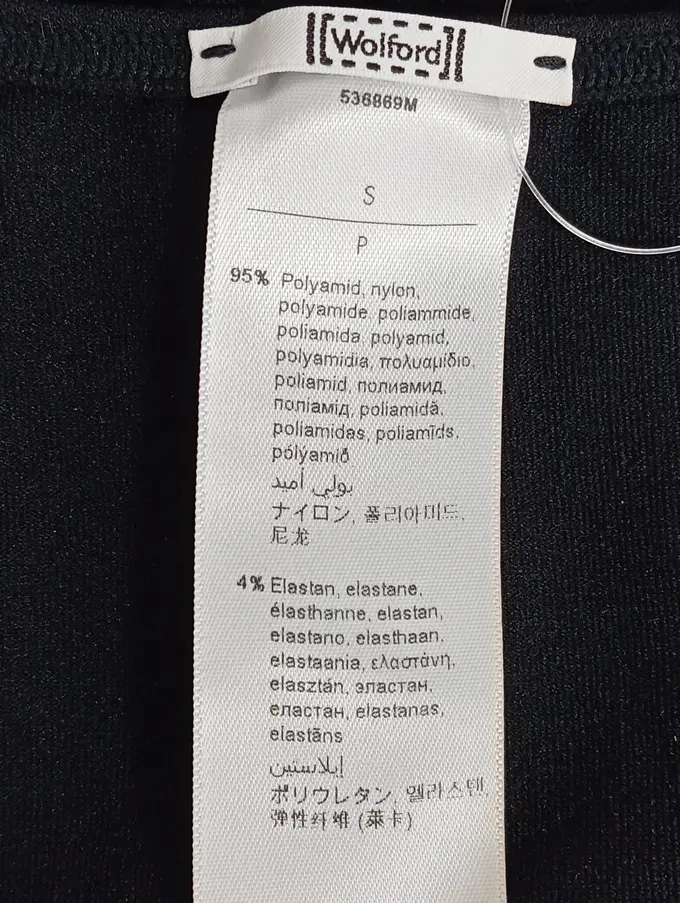 Wolford
536869M
S
P
95% Polyamid, nylon,
polyamide, poliammide,
poliamida, polyamid,
polyamidia, πολυαμίδιο,
poliamid, полиамид,
поліамід, poliamidă,
poliamidas, poliamīds,
pólýamíð
بولي أميد
ナイロン, 폴리아미드,
尼龙
4% Elastan, elastane,
élasthanne, elastan,
elastano, elasthaan,
elastaania, ελαστάνη,
elasztán, эластан,
еластан, elastanas,
elastāns
إيلاستين
ポリウレタン, 엘라스텐,
弹性纤维 (莱卡)